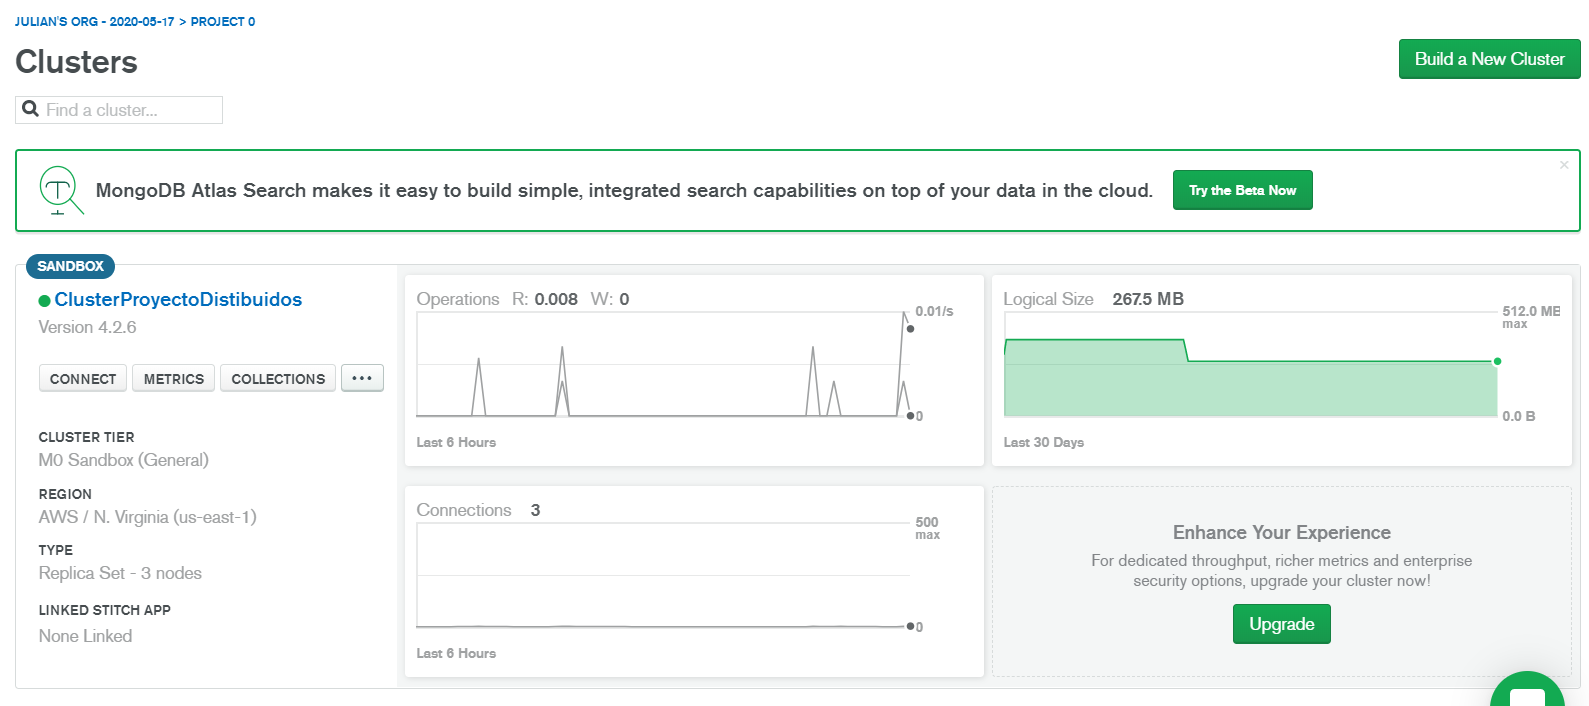 JULIAN'S ORG - 2020-05-17 > PROJECT 0
Clusters
Build a New Cluster
Find a cluster...
MongoDB Atlas Search makes it easy to build simple, integrated search capabilities on top of your data in the cloud.
Try the Beta Now
×
SANDBOX
ClusterProyectoDistibuidos
Version 4.2.6
CONNECT
METRICS
COLLECTIONS
...
CLUSTER TIER
M0 Sandbox (General)
REGION
AWS / N. Virginia (us-east-1)
TYPE
Replica Set - 3 nodes
LINKED STITCH APP
None Linked
Operations R: 0.008 W: 0
0.01/s
0
Last 6 Hours
Logical Size 267.5 MB
512.0 MB
max
0.0 B
Last 30 Days
Connections 3
500
max
0
Last 6 Hours
Enhance Your Experience
For dedicated throughput, richer metrics and enterprise
security options, upgrade your cluster now!
Upgrade